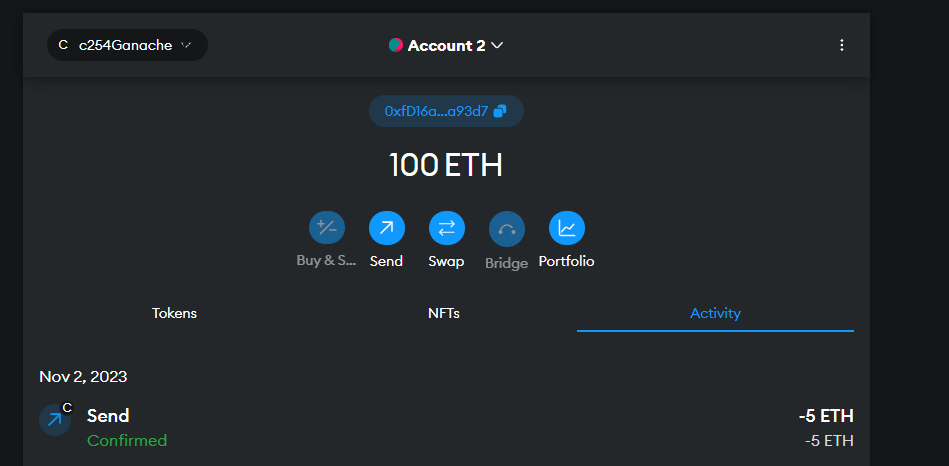 C c254Ganache
Account 2
0xfD16a...a93d7
100 ETH
Buy & S... Send Swap Bridge Portfolio
Tokens NFTs Activity
Nov 2, 2023
C
Send -5 ETH
Confirmed -5 ETH